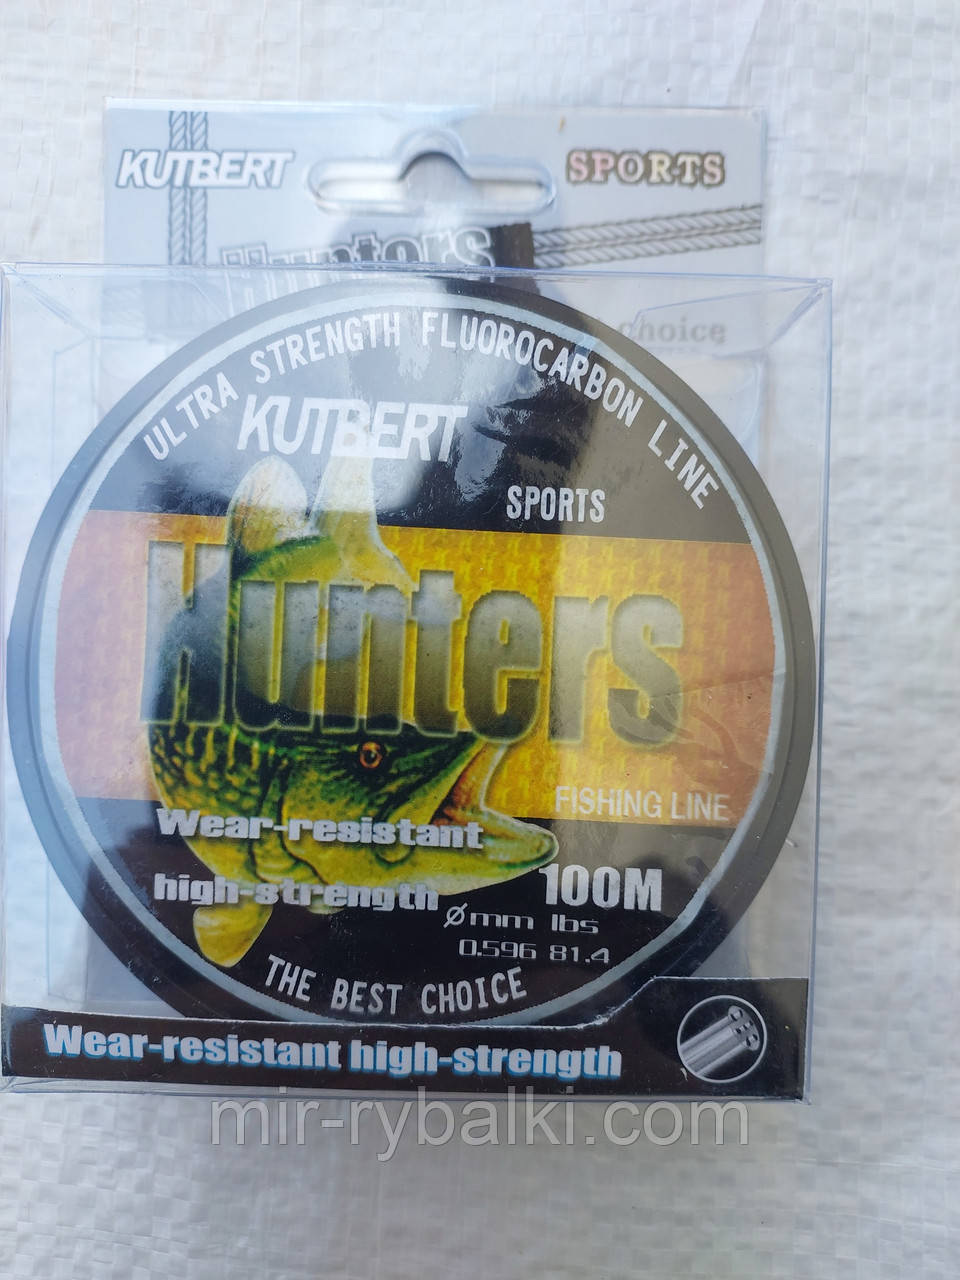 KUTBERT
SPORTS
Hunters
Choice
ULTRA STRENGTH FLUOROCARBON LINE
KUTBERT
SPORTS
Hunters
FISHING LINE
Wear-resistant
high-strength
100M
Ømm lbs
0.596 81.4
THE BEST CHOICE
Wear-resistant high-strength
mir-rybalki.com